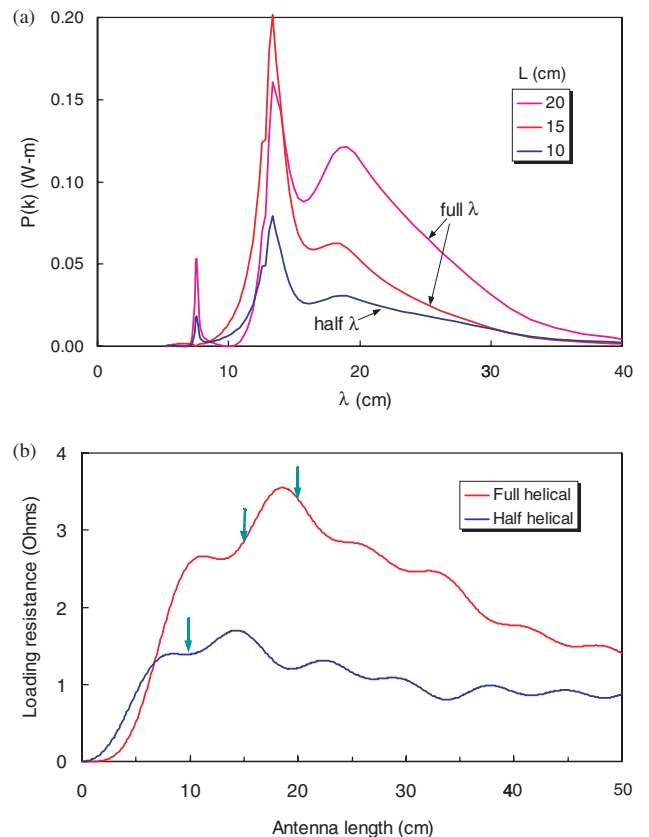 (a)
0.20
0.15
0.10
0.05
0.00
P(k) (W-m)
L (cm)
20
15
10
full λ
half λ
0
10
20
30
40
λ (cm)
(b)
4
3
2
1
0
Loading resistance (Ohms)
Full helical
Half helical
0
10
20
30
40
50
Antenna length (cm)